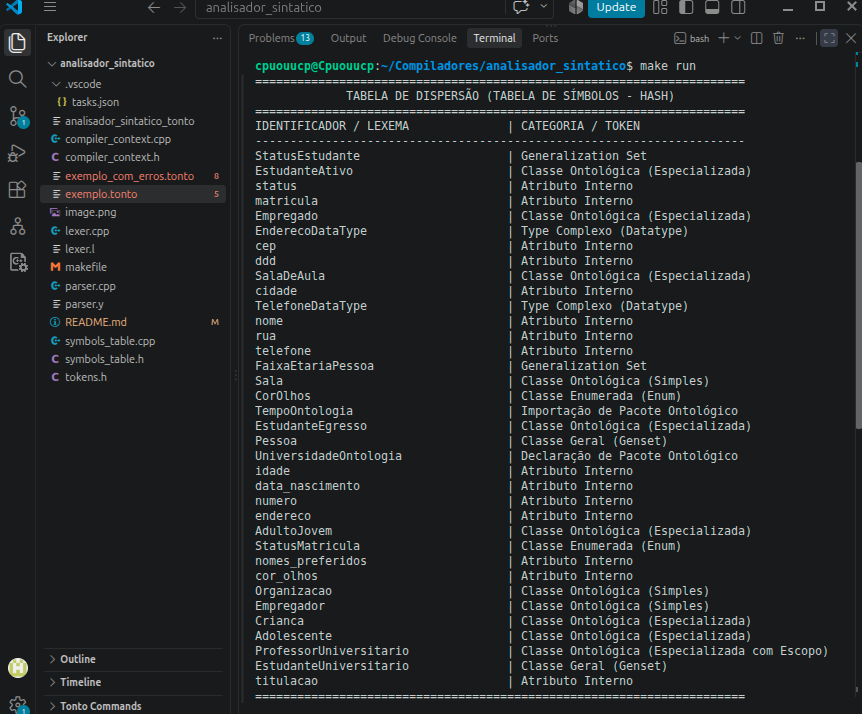 analisador_sintatico
Update
Explorer
analisador_sintatico
.vscode
tasks.json
analisador_sintatico_tonto
compiler_context.cpp
compiler_context.h
exemplo_com_erros.tonto 8
exemplo.tonto 5
image.png
lexer.cpp
lexer.l
makefile
parser.cpp
parser.y
README.md M
symbols_table.cpp
symbols_table.h
tokens.h
Outline
Timeline
Tonto Commands
1
1
Problems 13 Output Debug Console Terminal Ports
bash
cpuouucp@Cpuouucp:~/Compiladores/analisador_sintatico$ make run
======================================================================
TABELA DE DISPERSÃO (TABELA DE SÍMBOLOS - HASH)
======================================================================
IDENTIFICADOR / LEXEMA | CATEGORIA / TOKEN
----------------------------------------------------------------------
StatusEstudante | Generalization Set
EstudanteAtivo | Classe Ontológica (Especializada)
status | Atributo Interno
matricula | Atributo Interno
Empregado | Classe Ontológica (Especializada)
EnderecoDataType | Type Complexo (Datatype)
cep | Atributo Interno
ddd | Atributo Interno
SalaDeAula | Classe Ontológica (Especializada)
cidade | Atributo Interno
TelefoneDataType | Type Complexo (Datatype)
nome | Atributo Interno
rua | Atributo Interno
telefone | Atributo Interno
FaixaEtariaPessoa | Generalization Set
Sala | Classe Ontológica (Simples)
CorOlhos | Classe Enumerada (Enum)
TempoOntologia | Importação de Pacote Ontológico
EstudanteEgresso | Classe Ontológica (Especializada)
Pessoa | Classe Geral (Genset)
UniversidadeOntologia | Declaração de Pacote Ontológico
idade | Atributo Interno
data_nascimento | Atributo Interno
numero | Atributo Interno
endereco | Atributo Interno
AdultoJovem | Classe Ontológica (Especializada)
StatusMatricula | Classe Enumerada (Enum)
nomes_preferidos | Atributo Interno
cor_olhos | Atributo Interno
Organizacao | Classe Ontológica (Simples)
Empregador | Classe Ontológica (Simples)
Crianca | Classe Ontológica (Especializada)
Adolescente | Classe Ontológica (Especializada)
ProfessorUniversitario | Classe Ontológica (Especializada com Escopo)
EstudanteUniversitario | Classe Geral (Genset)
titulacao | Atributo Interno
======================================================================